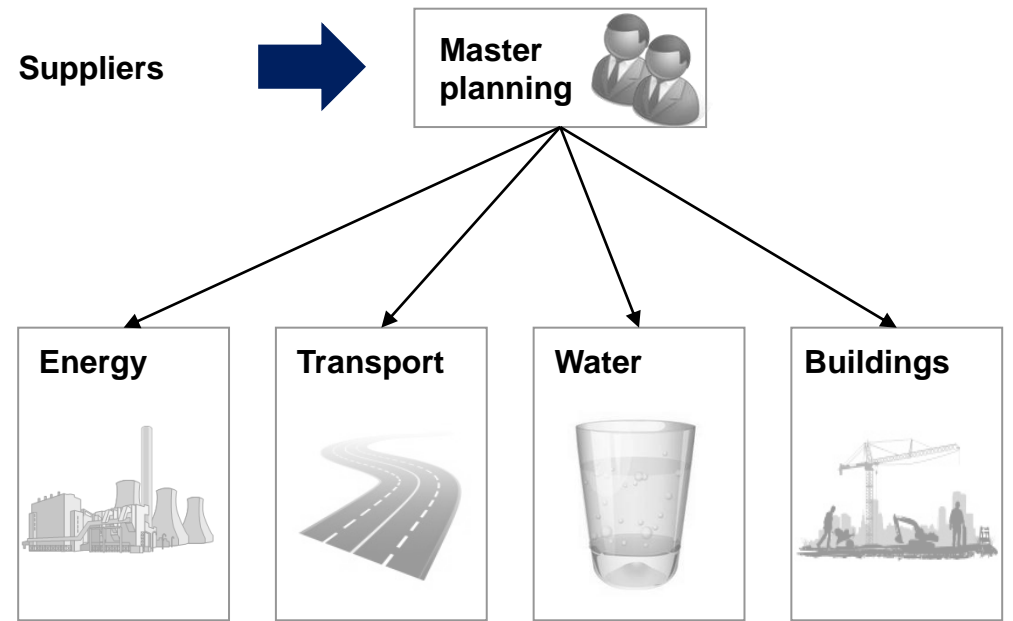 Suppliers
Master
planning
Energy
Transport
Water
Buildings